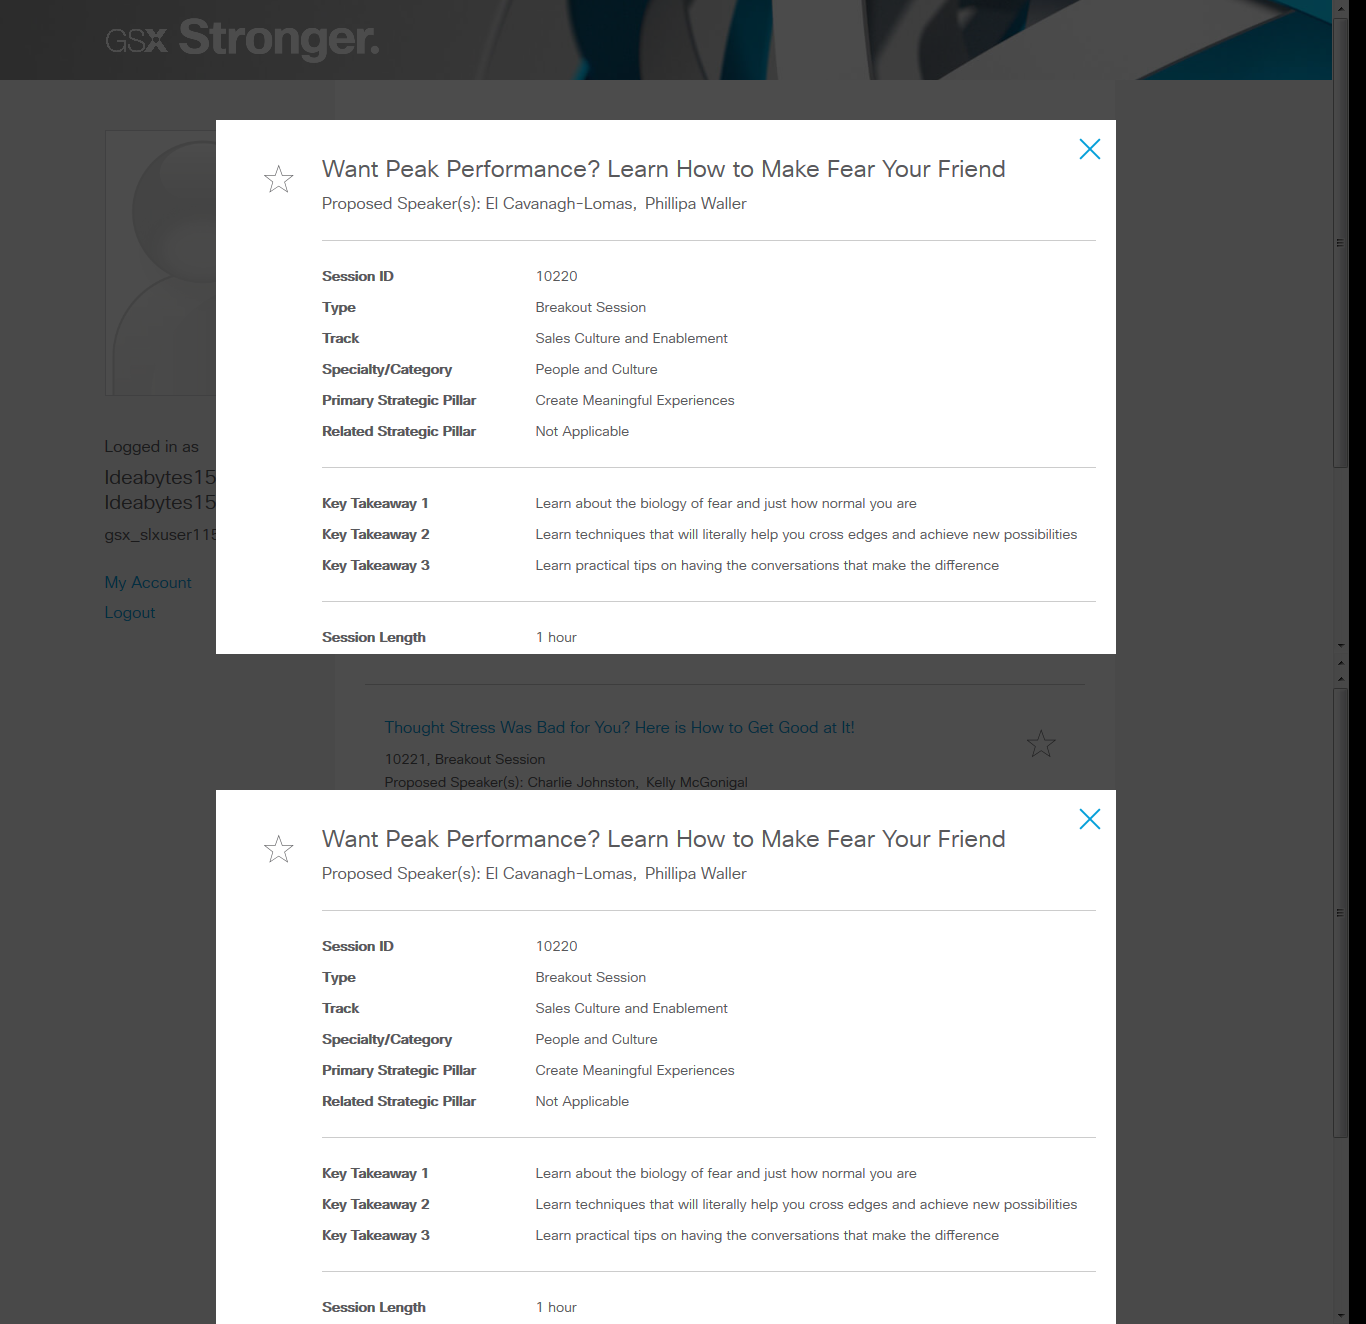 GSX Stronger.
Want Peak Performance? Learn How to Make Fear Your Friend
Proposed Speaker(s): El Cavanagh-Lomas, Phillipa Waller
Session ID 10220
Type Breakout Session
Track Sales Culture and Enablement
Specialty/Category People and Culture
Primary Strategic Pillar Create Meaningful Experiences
Related Strategic Pillar Not Applicable
Key Takeaway 1 Learn about the biology of fear and just how normal you are
Key Takeaway 2 Learn techniques that will literally help you cross edges and achieve new possibilities
Key Takeaway 3 Learn practical tips on having the conversations that make the difference
Session Length 1 hour
Logged in as
Ideabytes15
Ideabytes15
gsx_slxuser115
My Account
Logout
Thought Stress Was Bad for You? Here is How to Get Good at It!
10221, Breakout Session
Proposed Speaker(s): Charlie Johnston, Kelly McGonigal
Want Peak Performance? Learn How to Make Fear Your Friend
Proposed Speaker(s): El Cavanagh-Lomas, Phillipa Waller
Session ID 10220
Type Breakout Session
Track Sales Culture and Enablement
Specialty/Category People and Culture
Primary Strategic Pillar Create Meaningful Experiences
Related Strategic Pillar Not Applicable
Key Takeaway 1 Learn about the biology of fear and just how normal you are
Key Takeaway 2 Learn techniques that will literally help you cross edges and achieve new possibilities
Key Takeaway 3 Learn practical tips on having the conversations that make the difference
Session Length 1 hour